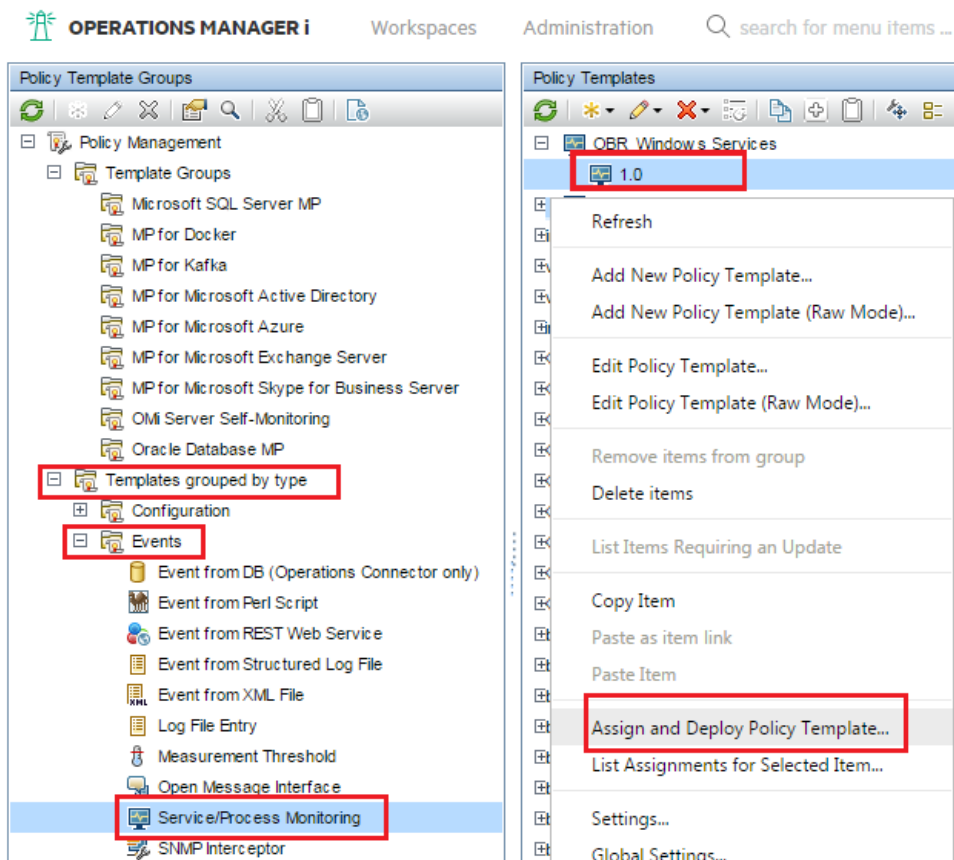 OPERATIONS MANAGER i Workspaces Administration search for menu items ...
Policy Template Groups
Policy Management
Template Groups
Microsoft SQL Server MP
MP for Docker
MP for Kafka
MP for Microsoft Active Directory
MP for Microsoft Azure
MP for Microsoft Exchange Server
MP for Microsoft Skype for Business Server
OMi Server Self-Monitoring
Oracle Database MP
Templates grouped by type
Configuration
Events
Event from DB (Operations Connector only)
Event from Perl Script
Event from REST Web Service
Event from Structured Log File
Event from XML File
Log File Entry
Measurement Threshold
Open Message Interface
Service/Process Monitoring
SNMP Interceptor
Policy Templates
OBR Windows Services
1.0
Refresh
Add New Policy Template...
Add New Policy Template (Raw Mode)...
Edit Policy Template...
Edit Policy Template (Raw Mode)...
Remove items from group
Delete items
List Items Requiring an Update
Copy Item
Paste as item link
Paste Item
Assign and Deploy Policy Template...
List Assignments for Selected Item...
Settings...
Global Settings...